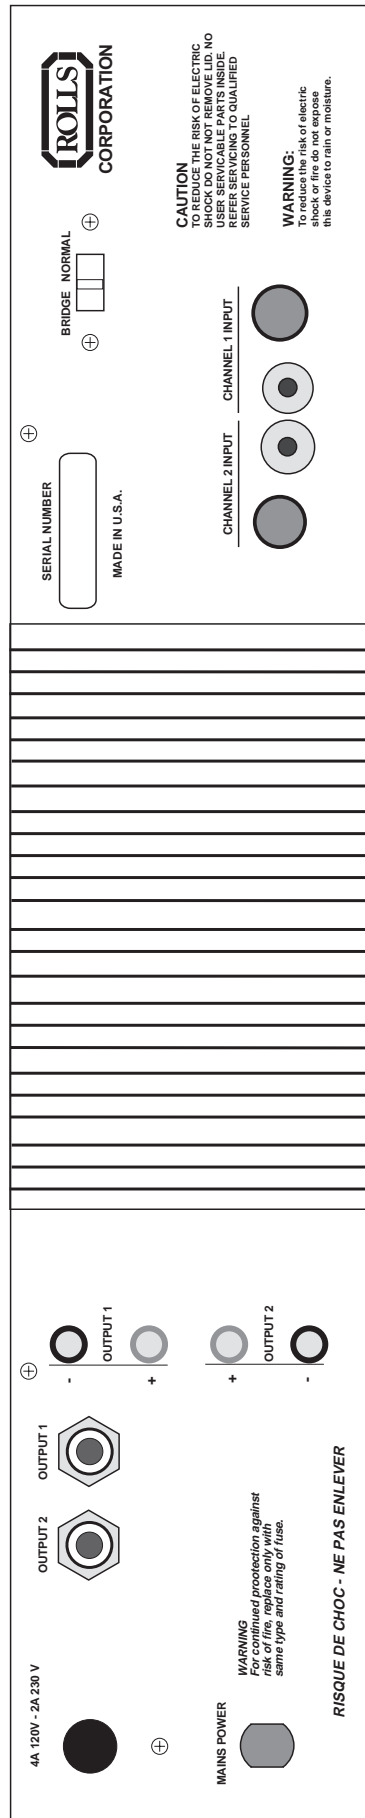 4A 120V - 2A 230 V
OUTPUT 2
OUTPUT 1
-
OUTPUT 1
+
+
OUTPUT 2
-
MAINS POWER
WARNING
For continued prootection against
risk of fire, replace only with
same type and rating of fuse.
RISQUE DE CHOC - NE PAS ENLEVER
SERIAL NUMBER
MADE IN U.S.A.
BRIDGE NORMAL
ROLLS
CORPORATION
CHANNEL 2 INPUT
CHANNEL 1 INPUT
CAUTION
TO REDUCE THE RISK OF ELECTRIC
SHOCK DO NOT NOT REMOVE LID. NO
USER SERVICABLE PARTS INSIDE.
REFER SERVICING TO QUALIFIED
SERVICE PERSONNEL
WARNING:
To reduce the risk of electric
shock or fire do not expose
this device to rain or moisture.